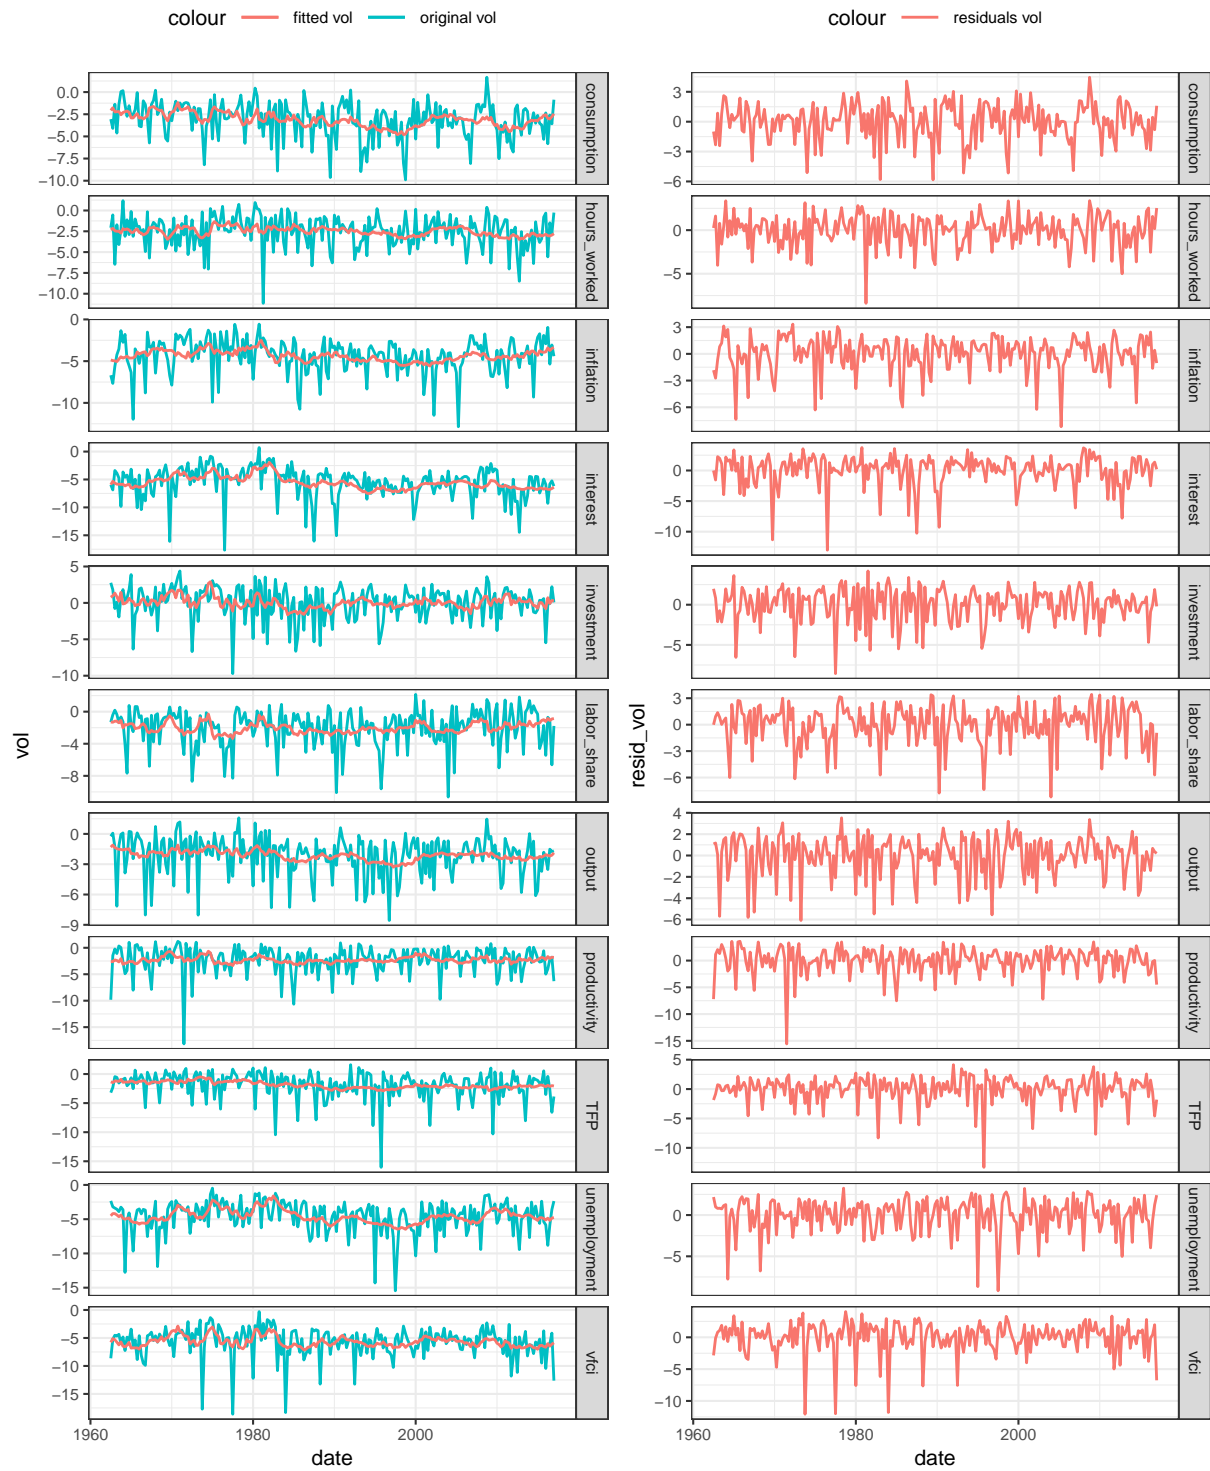 colour fitted vol original vol
colour residuals vol
vol
0.0
−2.5
−5.0
−7.5
−10.0
consumption
0.0
−2.5
−5.0
−7.5
−10.0
hours_worked
0
−5
−10
inflation
0
−5
−10
−15
interest
5
0
−5
−10
investment
0
−4
−8
labor_share
0
−3
−6
−9
output
0
−5
−10
−15
productivity
0
−5
−10
−15
TFP
0
−5
−10
−15
unemployment
0
−5
−10
−15
vfci
1960 1980 2000
date
resid_vol
3
0
−3
−6
consumption
0
−5
hours_worked
3
0
−3
−6
inflation
0
−5
−10
interest
0
−5
investment
3
0
−3
−6
labor_share
4
2
0
−2
−4
−6
output
0
−5
−10
−15
productivity
5
0
−5
−10
TFP
0
−5
unemployment
0
−5
−10
vfci
1960 1980 2000
date